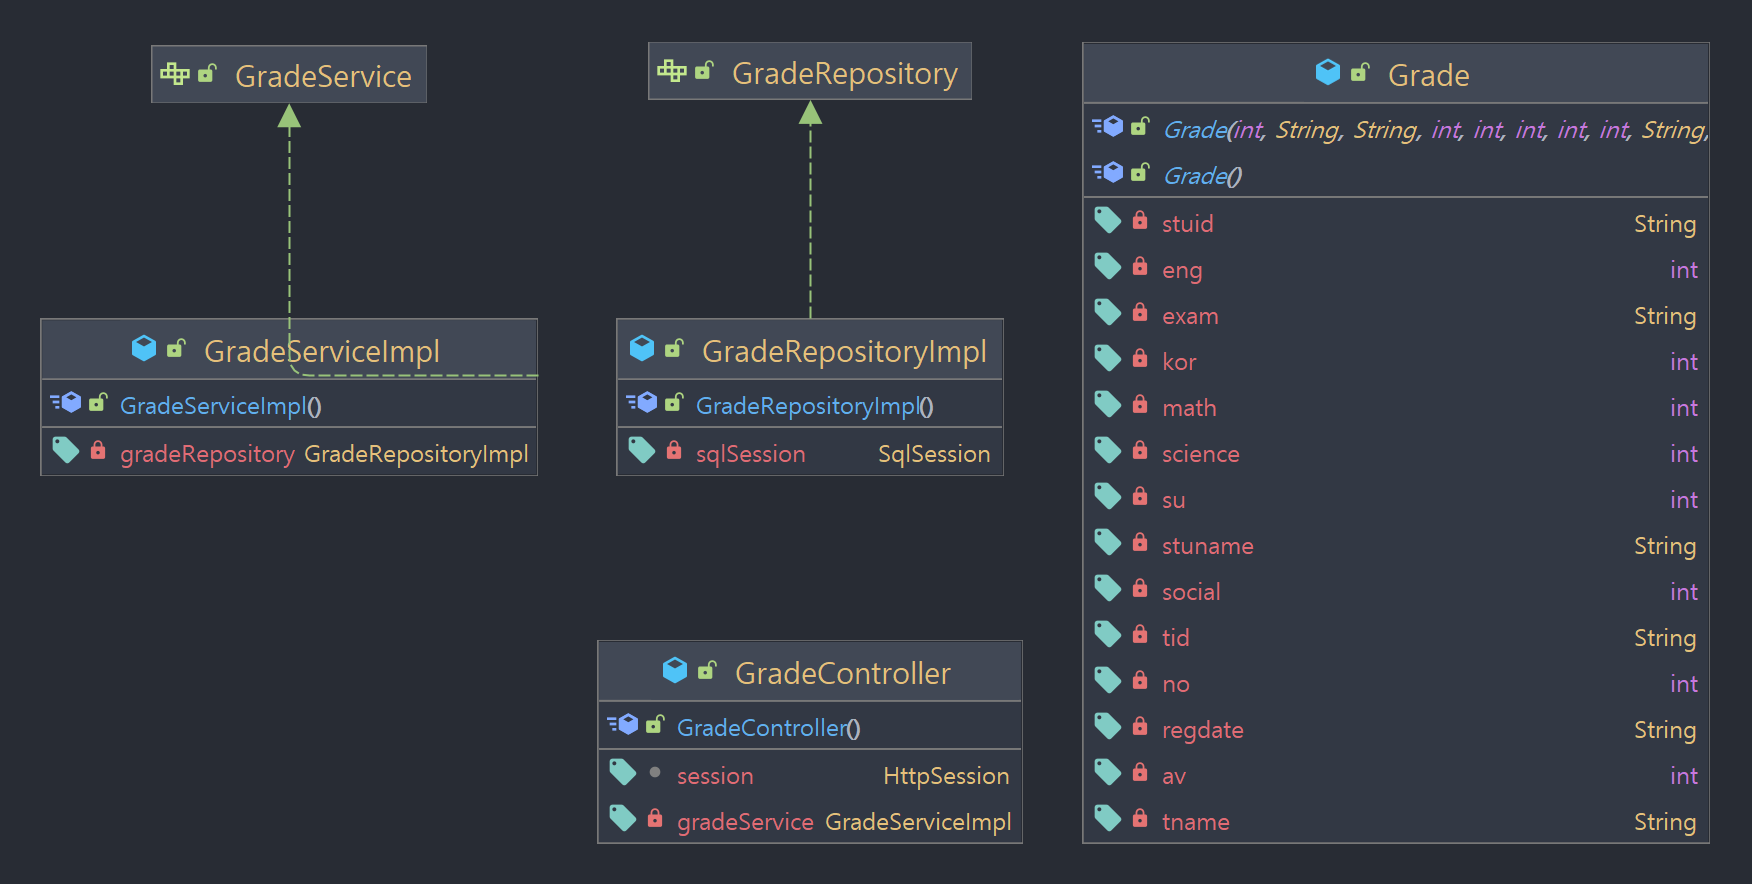 GradeService
GradeRepository
GradeServiceImpl
GradeServiceImpl()
gradeRepository GradeRepositoryImpl
GradeRepositoryImpl
GradeRepositoryImpl()
sqlSession SqlSession
GradeController
GradeController()
session HttpSession
gradeService GradeServiceImpl
Grade
Grade(int, String, String, int, int, int, int, int, String,
Grade()
stuid String
eng int
exam String
kor int
math int
science int
su int
stuname String
social int
tid String
no int
regdate String
av int
tname String